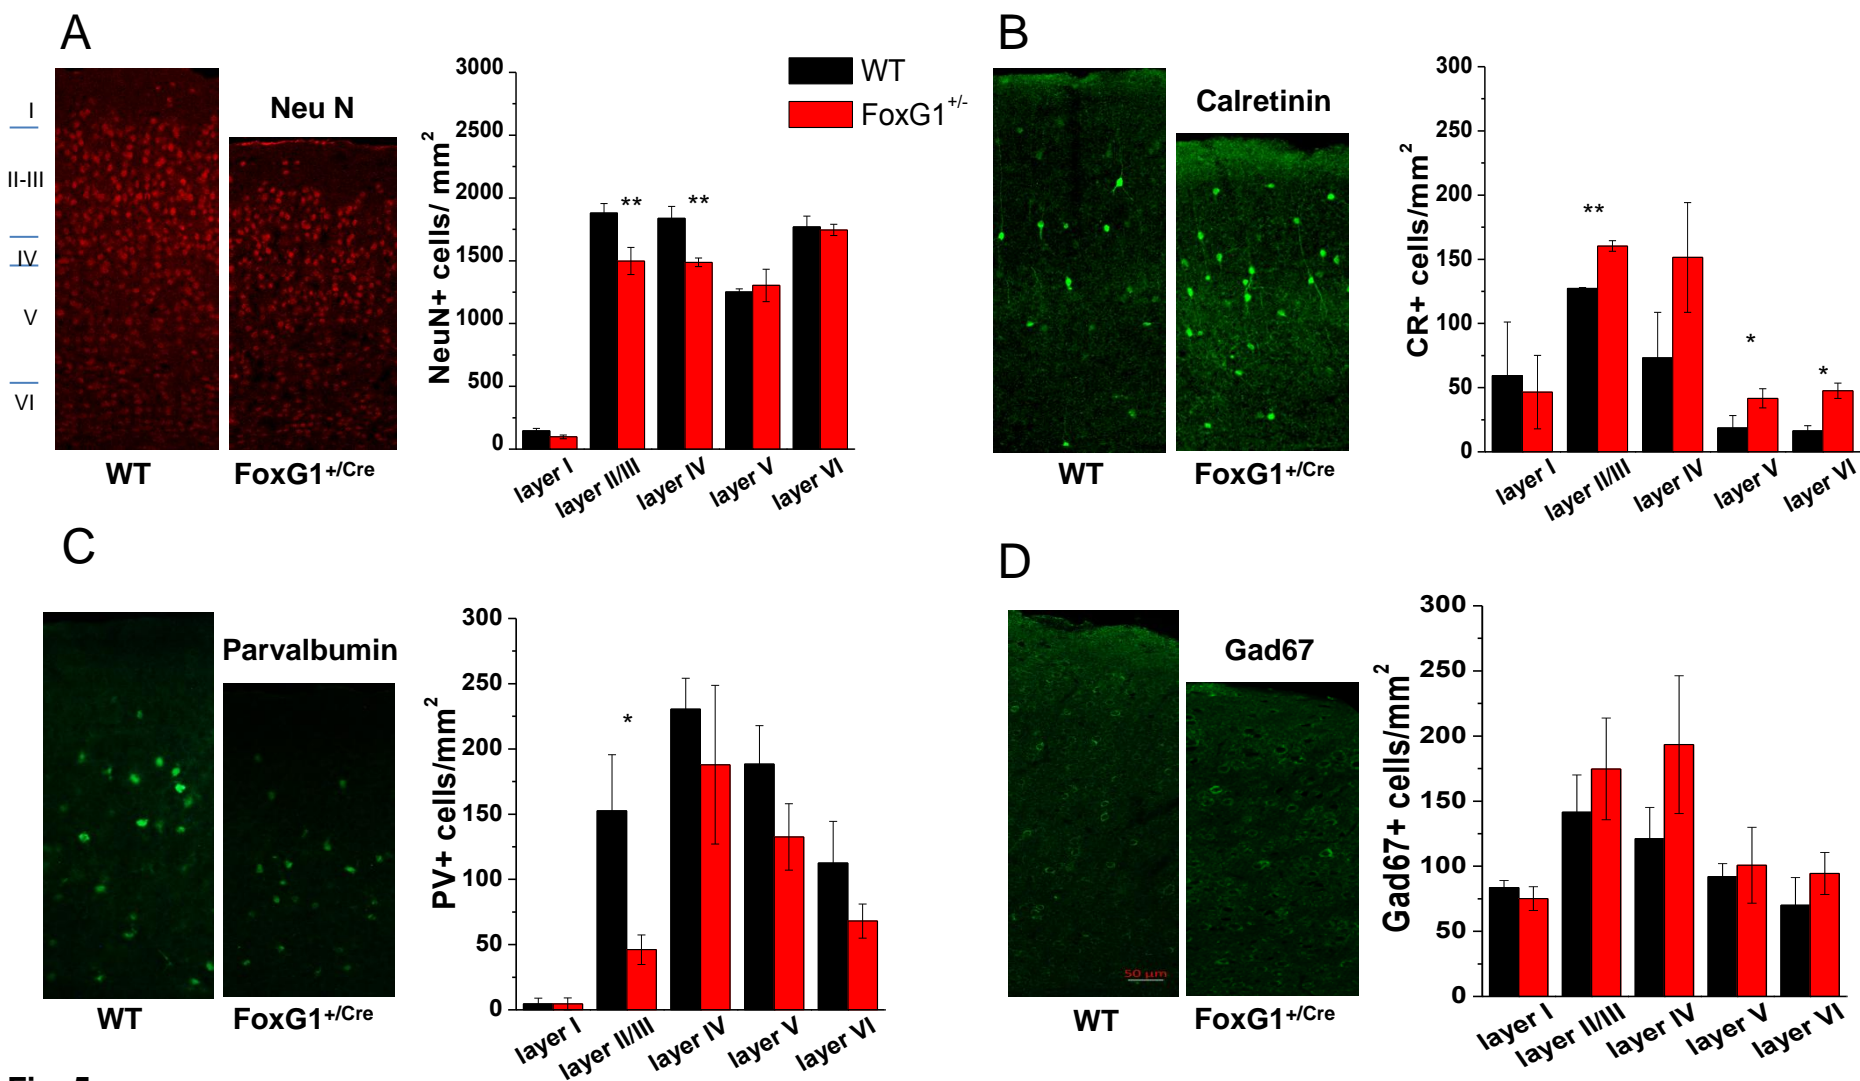 A
Neu N
I
II-III
IV
V
VI
WT
FoxG1+/Cre
NeuN+ cells/ mm2
3000
2500
2000
1500
1000
500
0
WT
FoxG1+/-
** **
layer I
layer II/III
layer IV
layer V
layer VI
B
Calretinin
WT
FoxG1+/Cre
CR+ cells/mm2
300
250
200
150
100
50
0
**
*
*
layer I
layer II/III
layer IV
layer V
layer VI
C
Parvalbumin
WT
FoxG1+/Cre
PV+ cells/mm2
300
250
200
150
100
50
0
*
layer I
layer II/III
layer IV
layer V
layer VI
D
Gad67
50 µm
WT
FoxG1+/Cre
Gad67+ cells/mm2
300
250
200
150
100
50
0
layer I
layer II/III
layer IV
layer V
layer VI